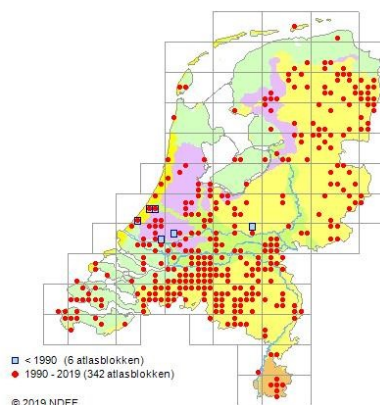 < 1990 (6 atlasblokken)
1990 - 2019 (342 atlasblokken)
© 2019 NDFF